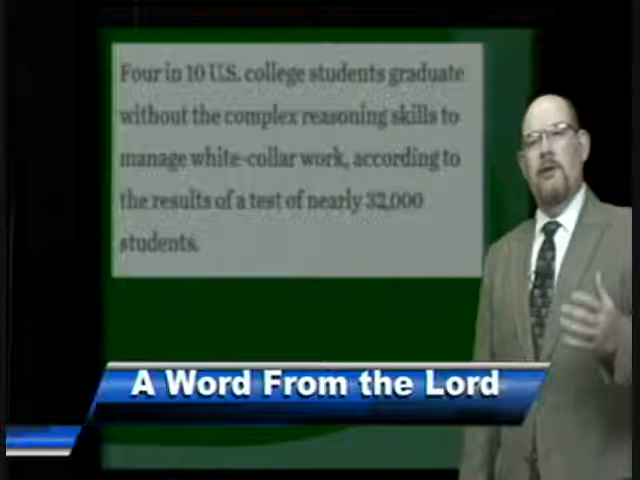 Four in 10 U.S. college students graduate
without the complex reasoning skills to
manage white-collar work, according to
the results of a test of nearly 32,000
students.
A Word From the Lord